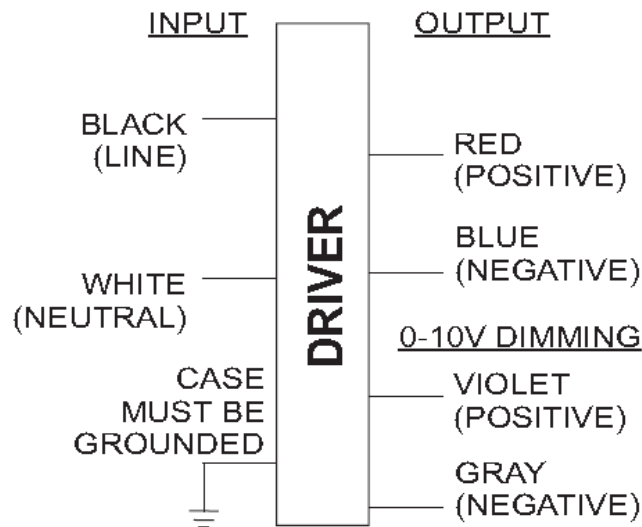 INPUT
BLACK
(LINE)
WHITE
(NEUTRAL)
CASE
MUST BE
GROUNDED
DRIVER
OUTPUT
RED
(POSITIVE)
BLUE
(NEGATIVE)
0-10V DIMMING
VIOLET
(POSITIVE)
GRAY
(NEGATIVE)